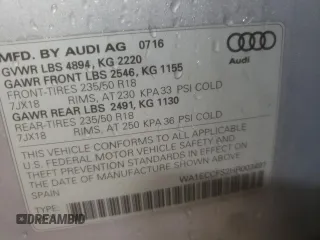 MFD. BY AUDI AG 07/16
GVWR LBS 4894, KG 2220
GAWR FRONT LBS 2546, KG 1155
FRONT-TIRES 235/50 R18
7JX18 RIMS, AT 230 KPA 33 PSI COLD
GAWR REAR LBS 2491, KG 1130
REAR-TIRES 235/50 R18
7JX18 RIMS, AT 250 KPA 36 PSI COLD
THIS VEHICLE CONFORMS TO ALL APPLICABLE
U.S. FEDERAL MOTOR VEHICLE SAFETY, BUMPER, AND
THEFT PREVENTION STANDARDS IN EFFECT ON THE
DATE OF MANUFACTURE SHOWN ABOVE.
TYPE:
Audi